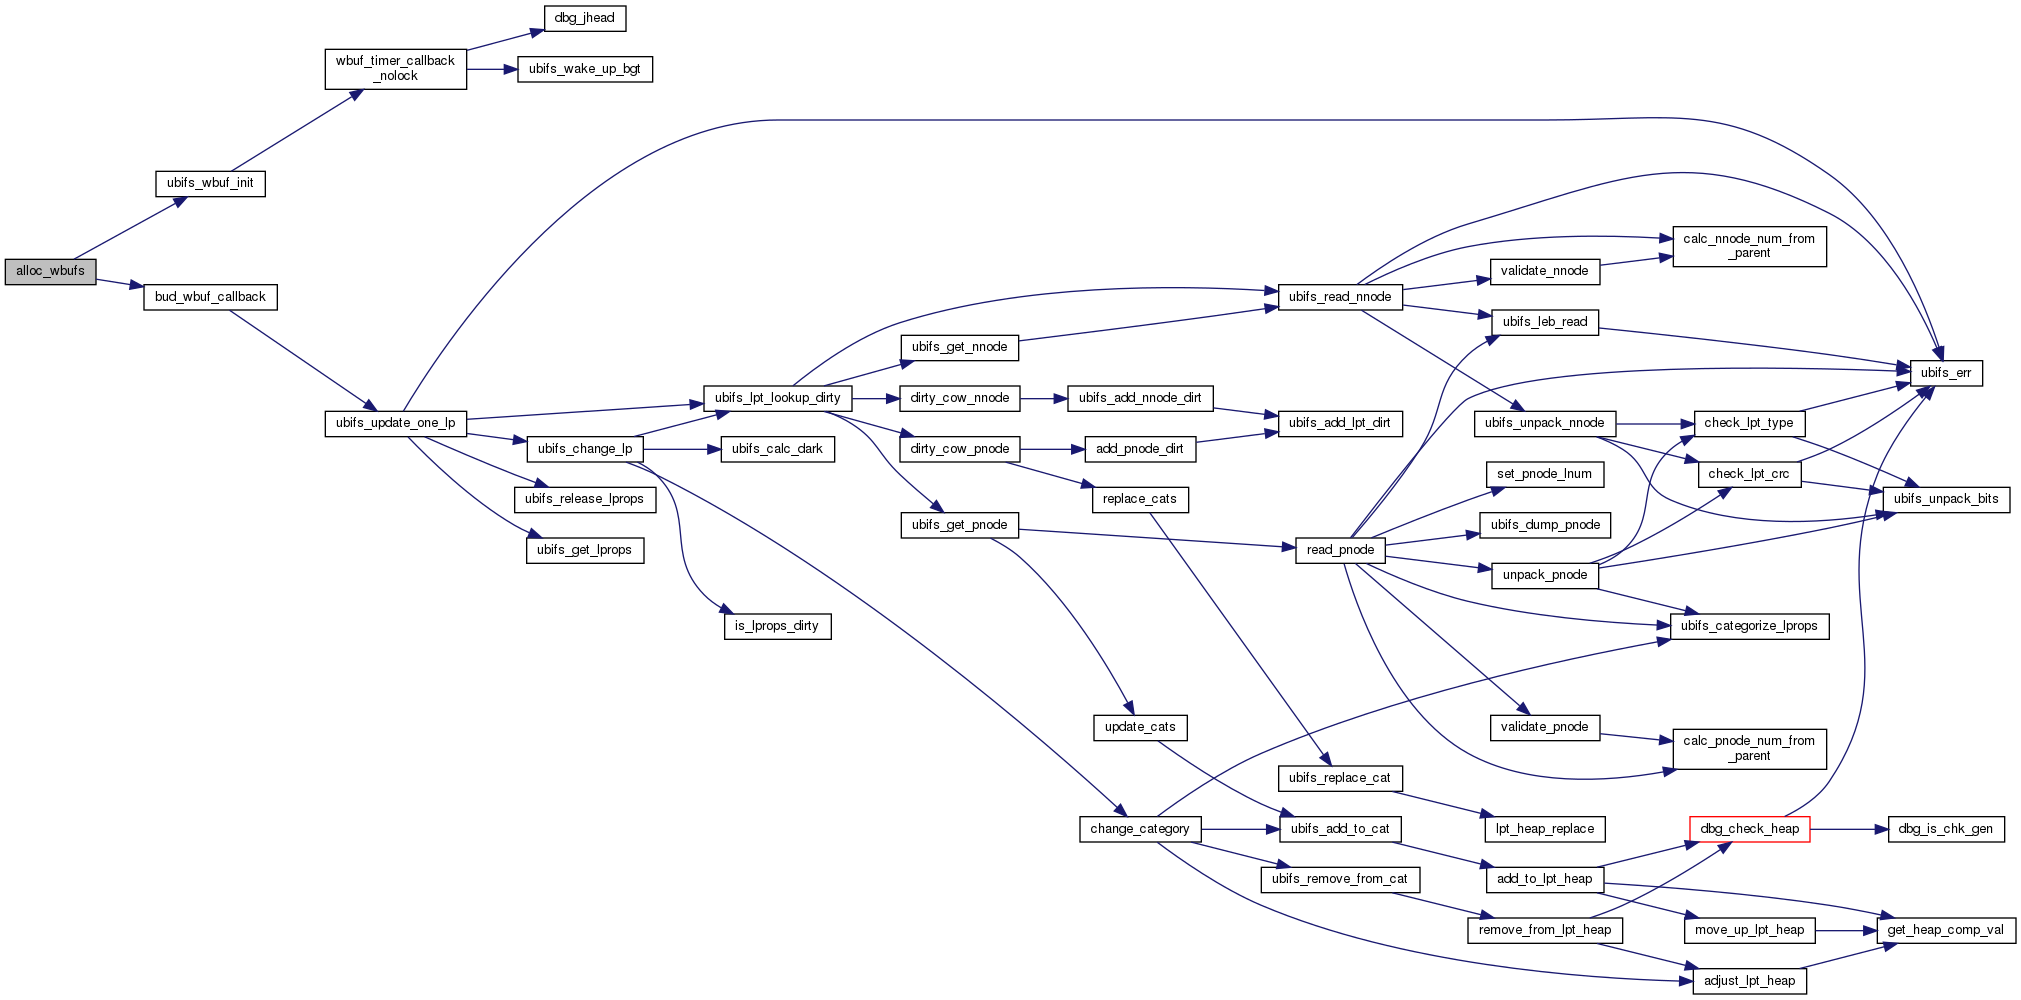 dbg_jhead
wbuf_timer_callback
_nolock
ubifs_wake_up_bgt
ubifs_wbuf_init
alloc_wbufs
bud_wbuf_callback
ubifs_update_one_lp
ubifs_change_lp
ubifs_release_lprops
ubifs_get_lprops
ubifs_lpt_lookup_dirty
ubifs_calc_dark
is_lprops_dirty
ubifs_get_nnode
dirty_cow_nnode
dirty_cow_pnode
ubifs_get_pnode
ubifs_add_nnode_dirt
add_pnode_dirt
replace_cats
update_cats
change_category
ubifs_read_nnode
ubifs_add_lpt_dirt
read_pnode
ubifs_replace_cat
ubifs_add_to_cat
ubifs_remove_from_cat
validate_nnode
ubifs_leb_read
ubifs_unpack_nnode
set_pnode_lnum
ubifs_dump_pnode
unpack_pnode
validate_pnode
lpt_heap_replace
add_to_lpt_heap
remove_from_lpt_heap
calc_nnode_num_from
_parent
check_lpt_type
check_lpt_crc
ubifs_categorize_lprops
calc_pnode_num_from
_parent
dbg_check_heap
move_up_lpt_heap
adjust_lpt_heap
ubifs_err
ubifs_unpack_bits
dbg_is_chk_gen
get_heap_comp_val